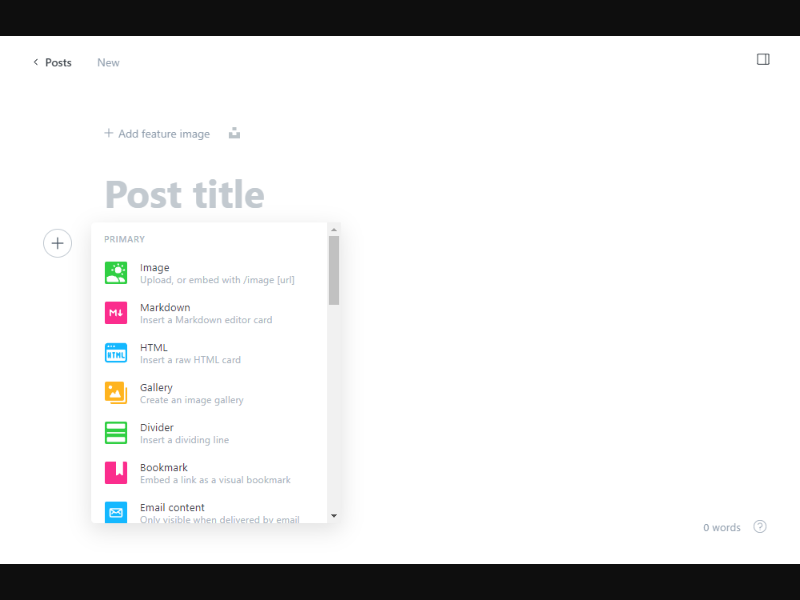 Posts New
+ Add feature image
Post title
PRIMARY
Image
Upload, or embed with /image [url]
M↓ Markdown
Insert a Markdown editor card
HTML HTML
Insert a raw HTML card
Gallery
Create an image gallery
Divider
Insert a dividing line
Bookmark
Embed a link as a visual bookmark
Email content
Only visible when delivered by email
0 words ?